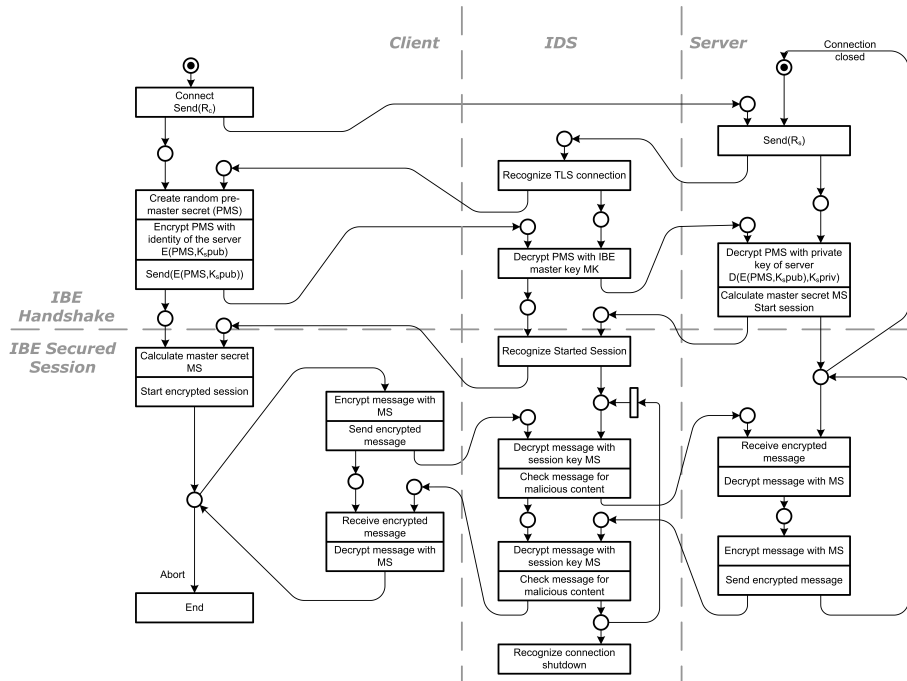 Client
IDS
Server
Connection
closed
Connect
Send(Rc)
Send(Rs)
Recognize TLS connection
Create random pre-
master secret (PMS)
Encrypt PMS with
identity of the server
E(PMS,Kspub)
Send(E(PMS,Kspub))
Decrypt PMS with IBE
master key MK
Decrypt PMS with private
key of server
D(E(PMS,Kspub),Kspriv)
Calculate master secret MS
Start session
IBE
Handshake
IBE Secured
Session
Calculate master secret
MS
Start encrypted session
Recognize Started Session
Encrypt message with
MS
Send encrypted
message
Decrypt message with
session key MS
Check message for
malicious content
Receive encrypted
message
Decrypt message with MS
Receive encrypted
message
Decrypt message with
MS
Decrypt message with
session key MS
Check message for
malicious content
Encrypt message with MS
Send encrypted message
Abort
End
Recognize connection
shutdown